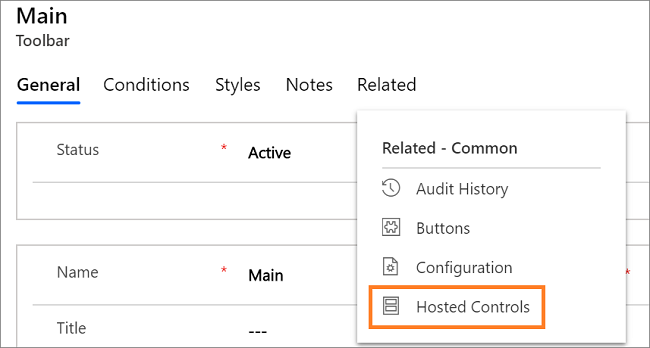 Main
Toolbar
General Conditions Styles Notes Related
Related - Common
Status * Active
Audit History
Buttons
Configuration
Name * Main *
Hosted Controls
Title ---